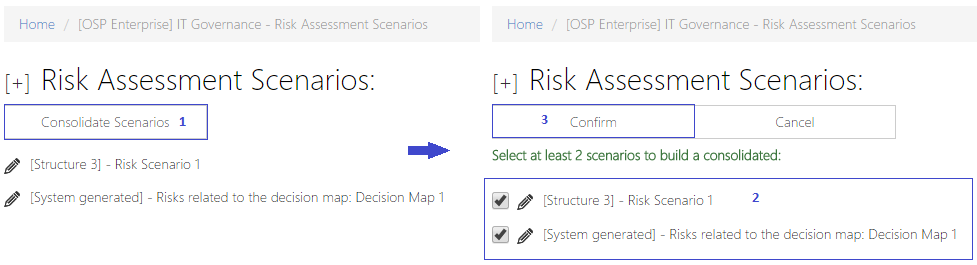 Home / [OSP Enterprise] IT Governance - Risk Assessment Scenarios
[+] Risk Assessment Scenarios:
Consolidate Scenarios 1
[Structure 3] - Risk Scenario 1
[System generated] - Risks related to the decision map: Decision Map 1
Home / [OSP Enterprise] IT Governance - Risk Assessment Scenarios
[+] Risk Assessment Scenarios:
3 Confirm Cancel
Select at least 2 scenarios to build a consolidated:
[Structure 3] - Risk Scenario 1 2
[System generated] - Risks related to the decision map: Decision Map 1